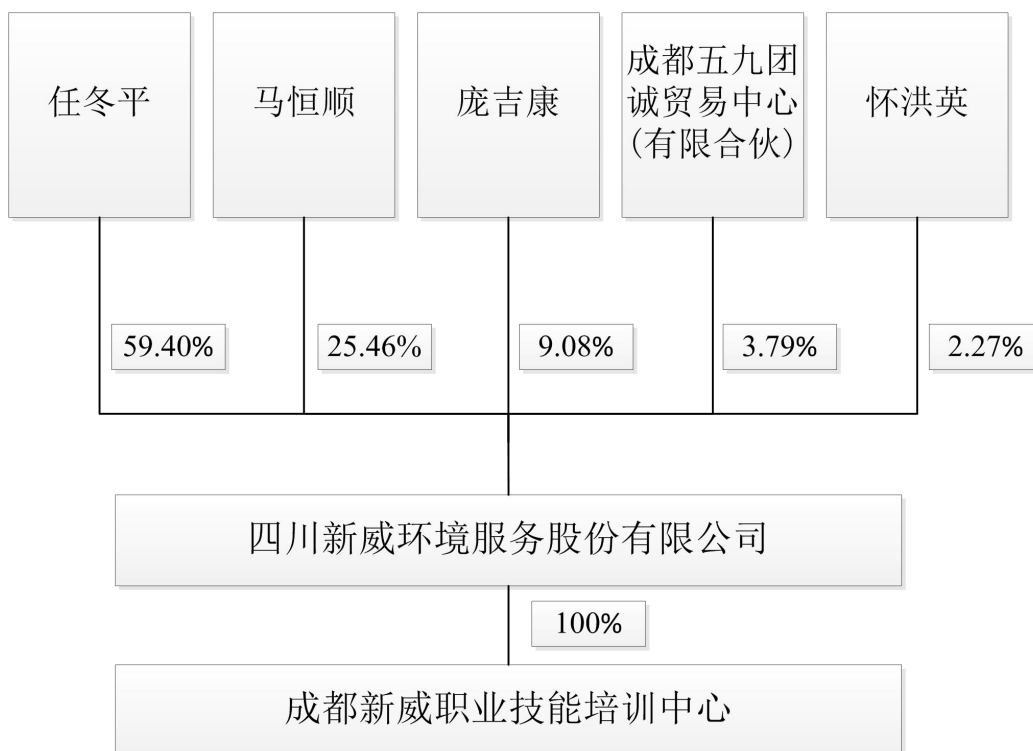 任冬平
马恒顺
庞吉康
成都五九团
诚贸易中心
(有限合伙)
怀洪英
59.40%
25.46%
9.08%
3.79%
2.27%
四川新威环境服务股份有限公司
100%
成都新威职业技能培训中心